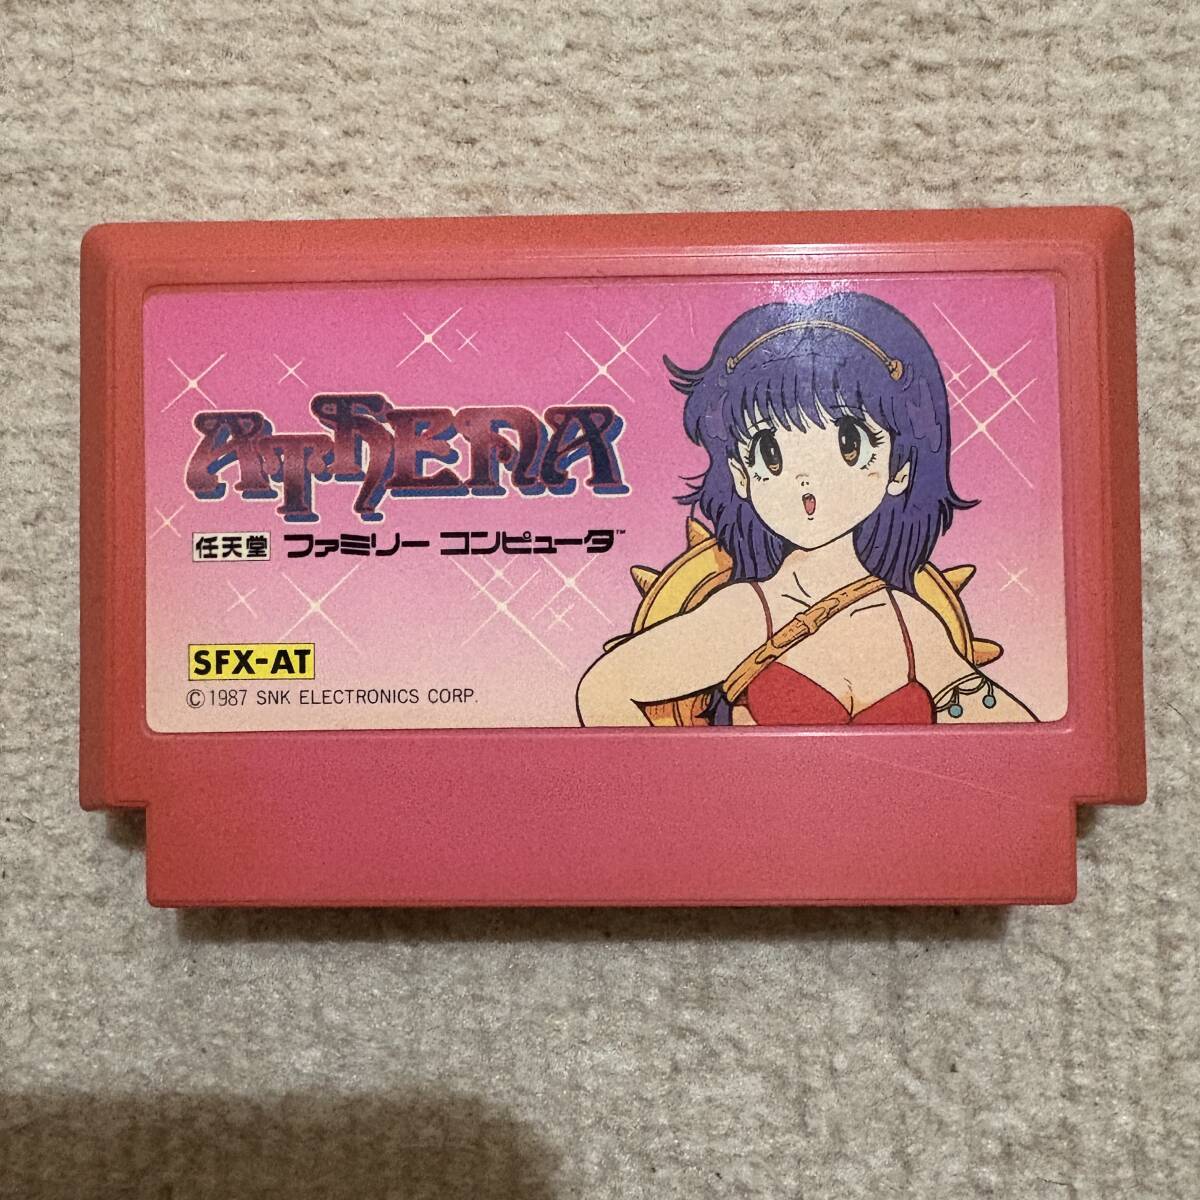 ATHENA
任天堂 ファミリー コンピュータ™
SFX-AT
©1987 SNK ELECTRONICS CORP.